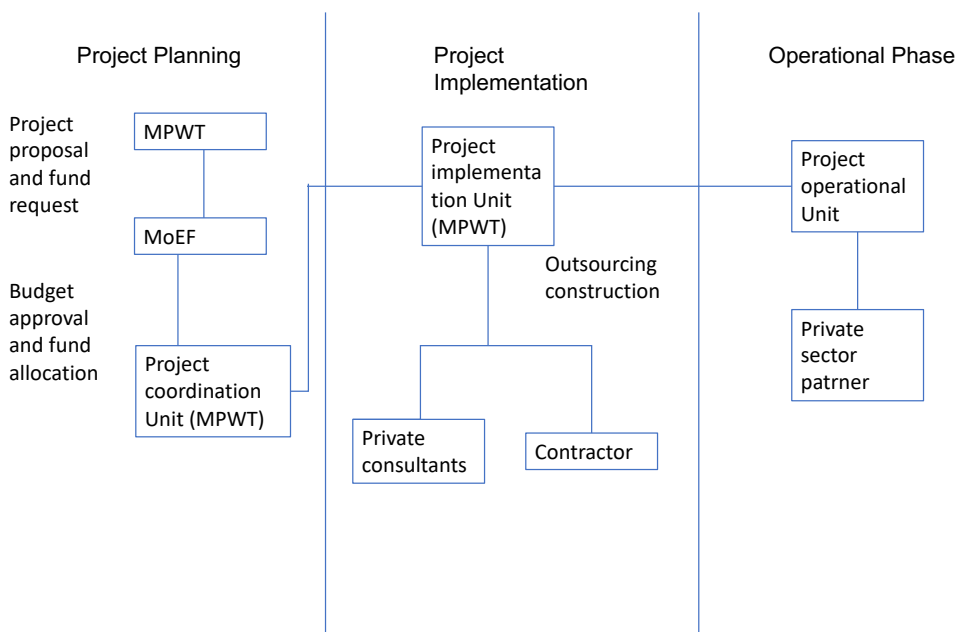 Project Planning
Project
Implementation
Operational Phase
Project
proposal
and fund
request
MPWT
MoEF
Budget
approval
and fund
allocation
Project
coordination
Unit (MPWT)
Project
implementa
tion Unit
(MPWT)
Outsourcing
construction
Private
consultants
Contractor
Project
operational
Unit
Private
sector
patrner